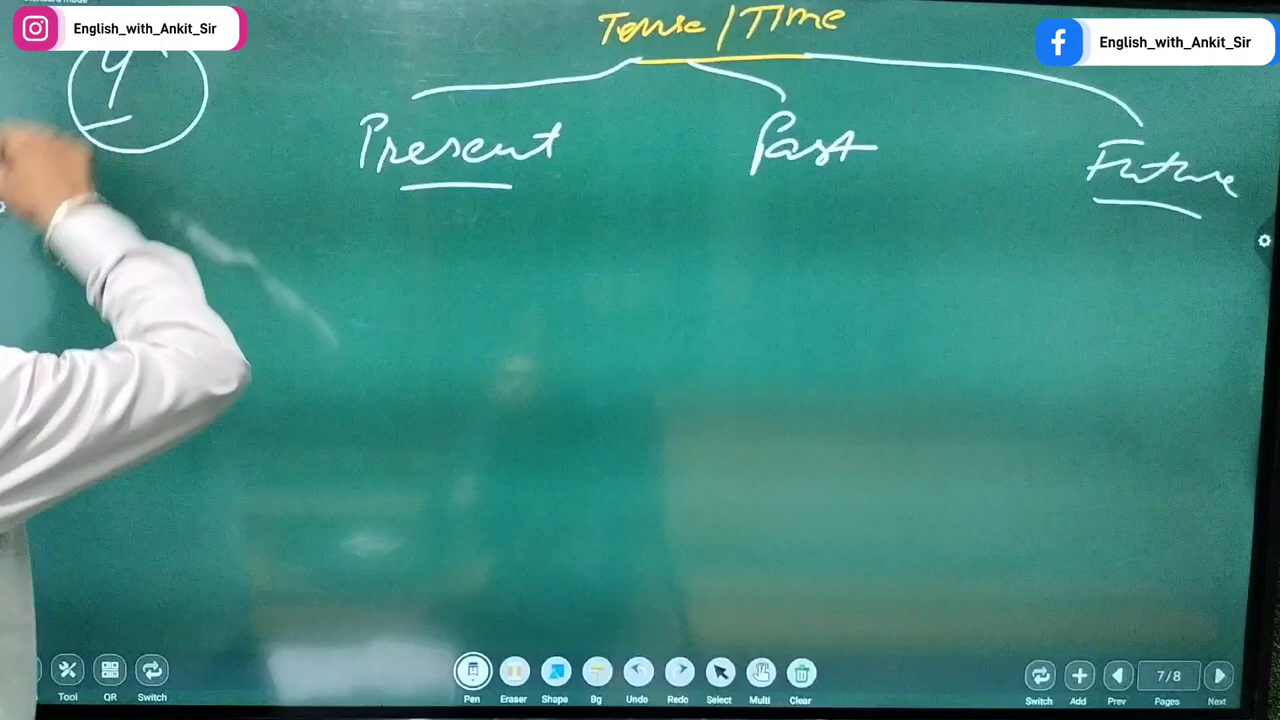 English_with_Ankit_Sir
English_with_Ankit_Sir
Tense / Time
Present Past Future
Tool QR Switch Pen Eraser Shape Bg Undo Redo Select Multi Clear Switch Add Prev 7/8 Pages Next